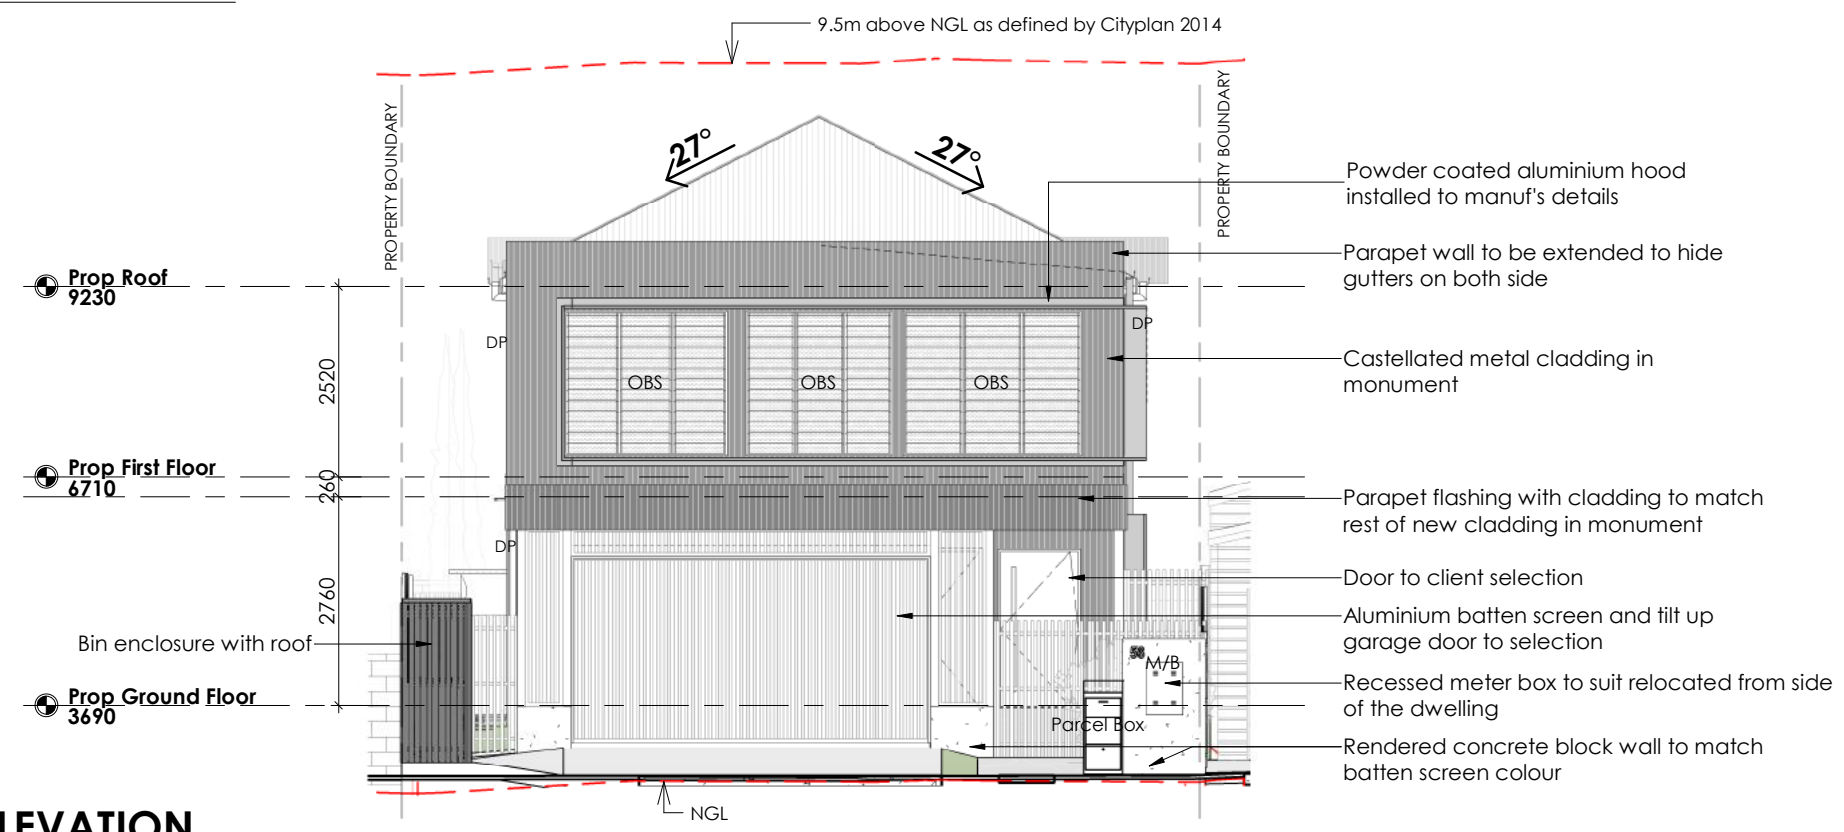 9.5m above NGL as defined by Cityplan 2014
PROPERTY BOUNDARY
PROPERTY BOUNDARY
27°
27°
Powder coated aluminium hood
installed to manuf's details
Parapet wall to be extended to hide
gutters on both side
Prop Roof
9230
DP
DP
2520
OBS
OBS
OBS
Castellated metal cladding in
monument
Prop First Floor
6710
260
Parapet flashing with cladding to match
rest of new cladding in monument
DP
2760
Door to client selection
Aluminium batten screen and tilt up
garage door to selection
Bin enclosure with roof
58
M/B
Recessed meter box to suit relocated from side
of the dwelling
Prop Ground Floor
3690
Parcel Box
Rendered concrete block wall to match
batten screen colour
NGL
LEVATION